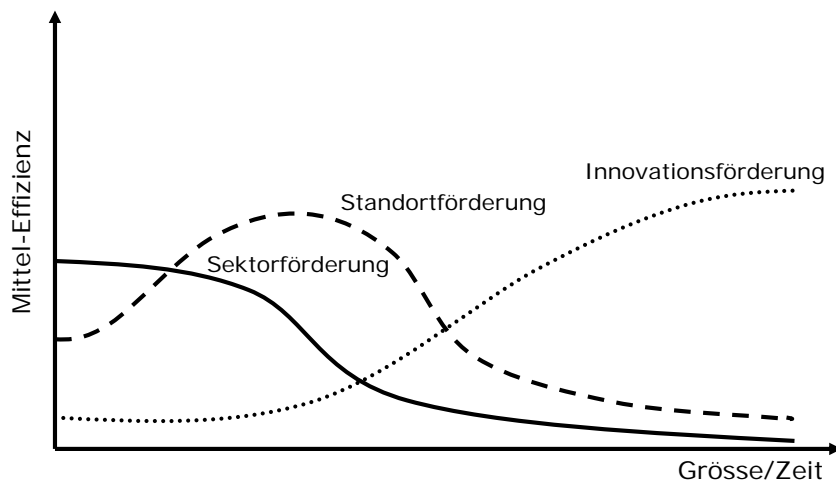 Mittel-Effizienz
Innovationsförderung
Standortförderung
Sektorförderung
Grösse/Zeit